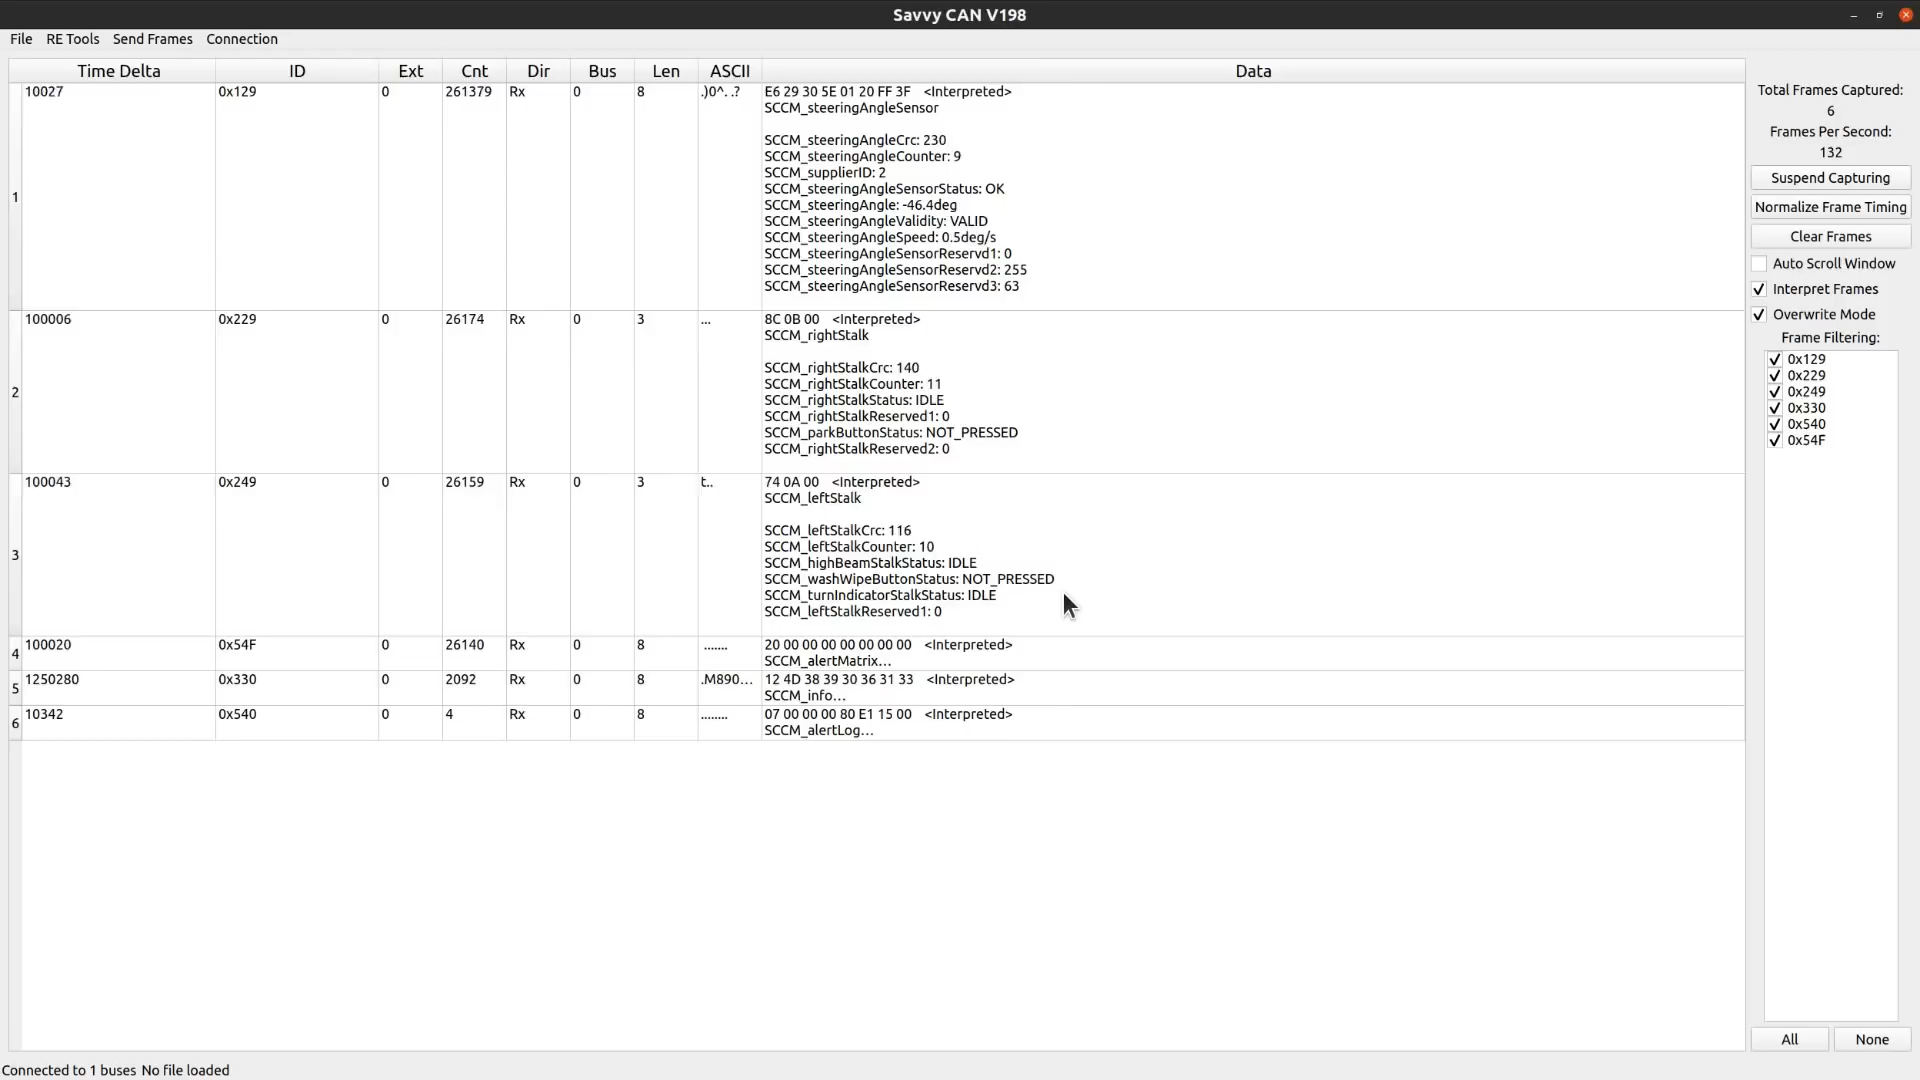 Savvy CAN V198
File RE Tools Send Frames Connection
Time Delta ID Ext Cnt Dir Bus Len ASCII Data
1 10027 0x129 0 261379 Rx 0 8 .)0^. .? E6 29 30 5E 01 20 FF 3F <Interpreted>
SCCM_steeringAngleSensor
SCCM_steeringAngleCrc: 230
SCCM_steeringAngleCounter: 9
SCCM_supplierID: 2
SCCM_steeringAngleSensorStatus: OK
SCCM_steeringAngle: -46.4deg
SCCM_steeringAngleValidity: VALID
SCCM_steeringAngleSpeed: 0.5deg/s
SCCM_steeringAngleSensorReservd1: 0
SCCM_steeringAngleSensorReservd2: 255
SCCM_steeringAngleSensorReservd3: 63
2 100006 0x229 0 26174 Rx 0 3 ... 8C 0B 00 <Interpreted>
SCCM_rightStalk
SCCM_rightStalkCrc: 140
SCCM_rightStalkCounter: 11
SCCM_rightStalkStatus: IDLE
SCCM_rightStalkReserved1: 0
SCCM_parkButtonStatus: NOT_PRESSED
SCCM_rightStalkReserved2: 0
3 100043 0x249 0 26159 Rx 0 3 t.. 74 0A 00 <Interpreted>
SCCM_leftStalk
SCCM_leftStalkCrc: 116
SCCM_leftStalkCounter: 10
SCCM_highBeamStalkStatus: IDLE
SCCM_washWipeButtonStatus: NOT_PRESSED
SCCM_turnIndicatorStalkStatus: IDLE
SCCM_leftStalkReserved1: 0
4 100020 0x54F 0 26140 Rx 0 8 ....... 20 00 00 00 00 00 00 00 <Interpreted>
SCCM_alertMatrix...
5 1250280 0x330 0 2092 Rx 0 8 .M890... 12 4D 38 39 30 36 31 33 <Interpreted>
SCCM_info...
6 10342 0x540 0 4 Rx 0 8 ........ 07 00 00 00 80 E1 15 00 <Interpreted>
SCCM_alertLog...
Total Frames Captured:
6
Frames Per Second:
132
Suspend Capturing
Normalize Frame Timing
Clear Frames
Auto Scroll Window
Interpret Frames
Overwrite Mode
Frame Filtering:
0x129
0x229
0x249
0x330
0x540
0x54F
All None
Connected to 1 buses No file loaded